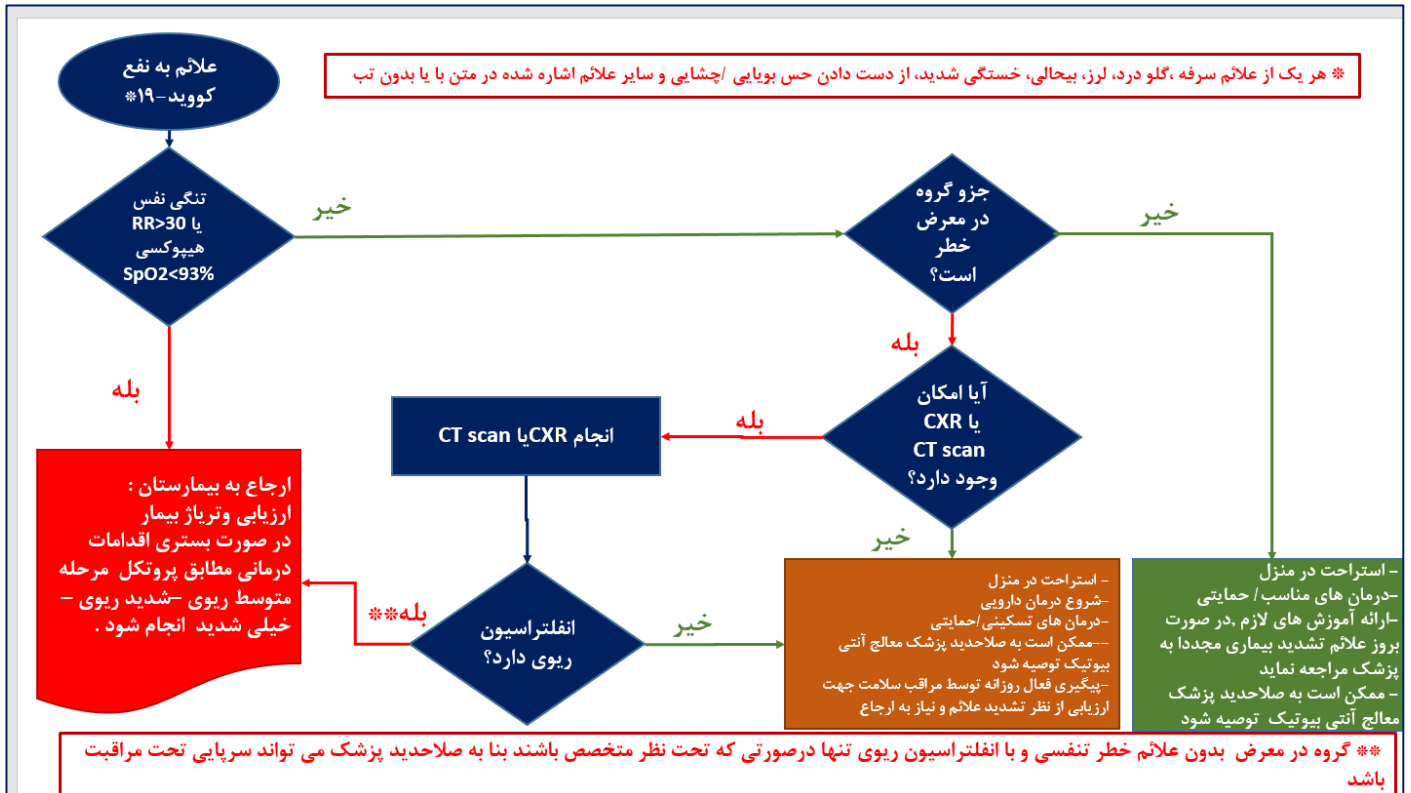 علائم به نفع
کووید-۱۹*
* هر یک از علائم سرفه ،گلو درد، لرز، بیحالی، خستگی شدید، از دست دادن حس بویایی /چشایی و سایر علائم اشاره شده در متن با یا بدون تب
تنگی نفس
یا RR>30
هیپوکسی
SpO2<93%
خیر
جزو گروه
در معرض
خطر
است؟
خیر
بله
بله
آیا امکان
CXR یا
CT scan
وجود دارد؟
بله
انجام CXRیا CT scan
خیر
ارجاع به بیمارستان :
ارزیابی وتریاژ بیمار
در صورت بستری اقدامات
درمانی مطابق پروتکل مرحله
متوسط ریوی –شدید ریوی –
خیلی شدید انجام شود .
بله**
انفلتراسیون
ریوی دارد؟
خیر
- استراحت در منزل
-شروع درمان دارویی
-درمان های تسکینی/حمایتی
--ممکن است به صلاحدید پزشک معالج آنتی
بیوتیک توصیه شود
-پیگیری فعال روزانه توسط مراقب سلامت جهت
ارزیابی از نظر تشدید علائم و نیاز به ارجاع
- استراحت در منزل
-درمان های مناسب/ حمایتی
-ارائه آموزش های لازم ,در صورت
بروز علائم تشدید بیماری مجددا به
پزشک مراجعه نماید
- ممکن است به صلاحدید پزشک
معالج آنتی بیوتیک توصیه شود
** گروه در معرض بدون علائم خطر تنفسی و با انفلتراسیون ریوی تنها درصورتی که تحت نظر متخصص باشند بنا به صلاحدید پزشک می تواند سرپایی تحت مراقبت
باشد